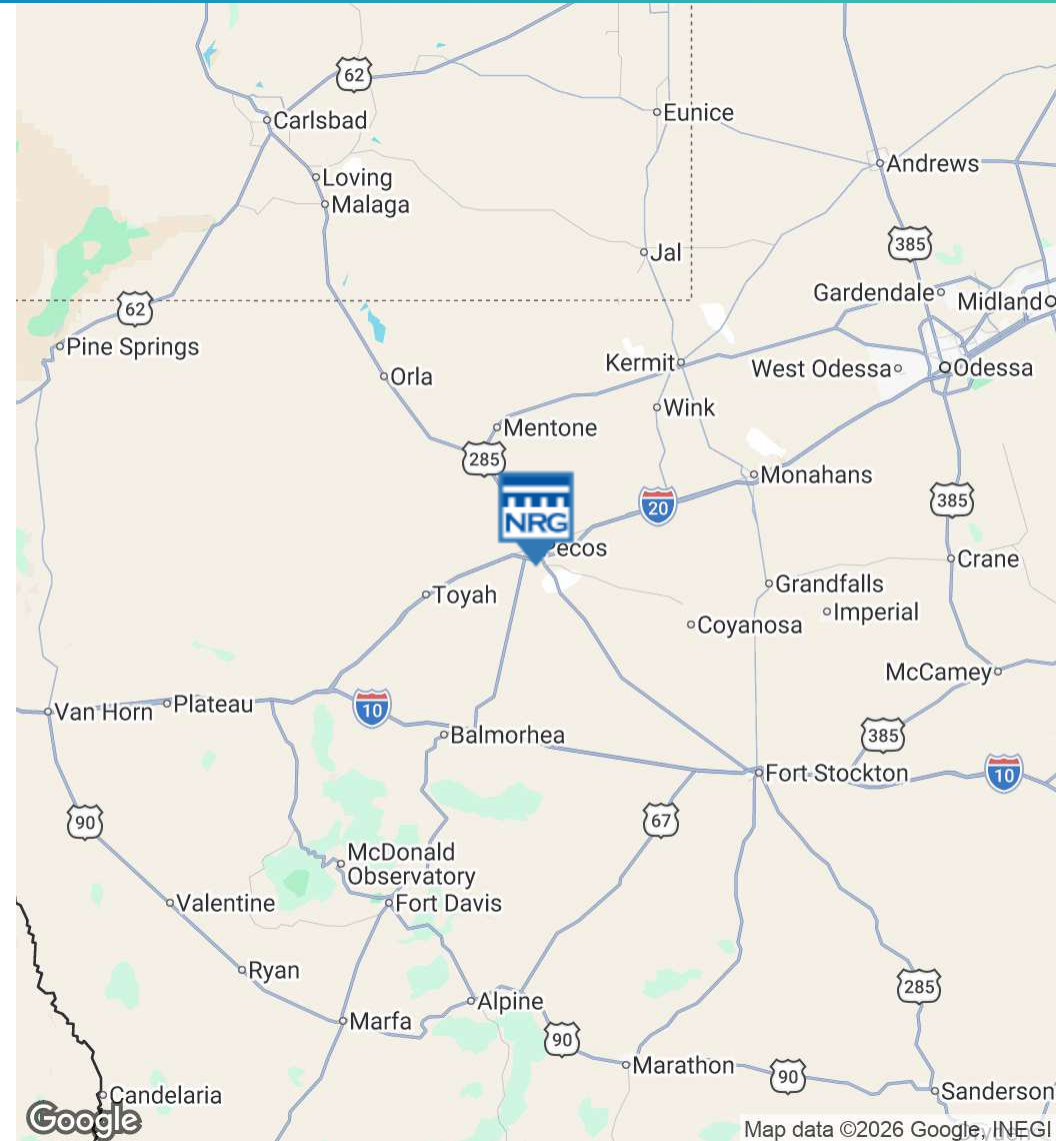 62
Carlsbad
Eunice
Andrews
Loving
Malaga
385
Jal
Gardendale
Midland
62
Pine Springs
Kermit
West Odessa
Odessa
Orla
Wink
Mentone
285
Monahans
385
20
NRG
Pecos
Crane
Toyah
Grandfalls
Imperial
Coyanosa
McCamey
Van Horn
Plateau
10
Balmorhea
385
Fort Stockton
10
90
67
McDonald
Observatory
Valentine
Fort Davis
Ryan
285
Alpine
Marfa
90
Marathon
90
Sanderson
Candelaria
Google
Map data ©2026 Google, INEGI